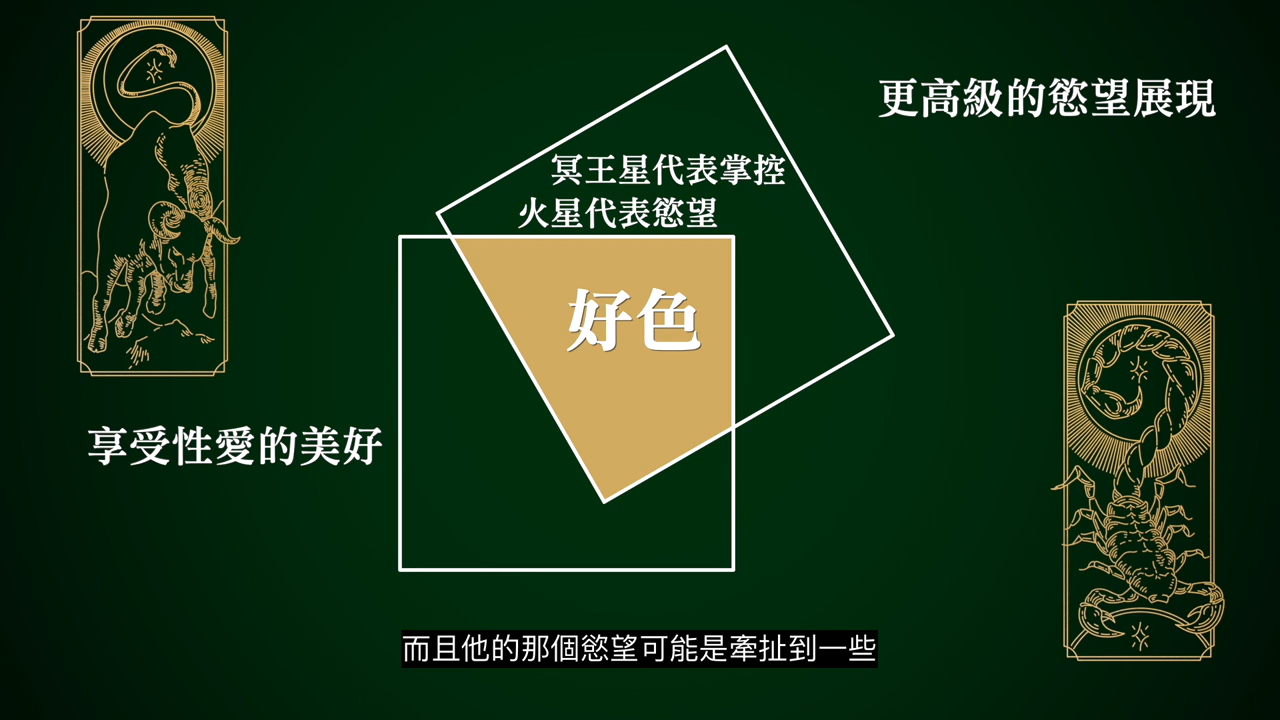 更高級的慾望展現
冥王星代表掌控
火星代表慾望
好色
享受性愛的美好
而且他的那個慾望可能是牽扯到一些